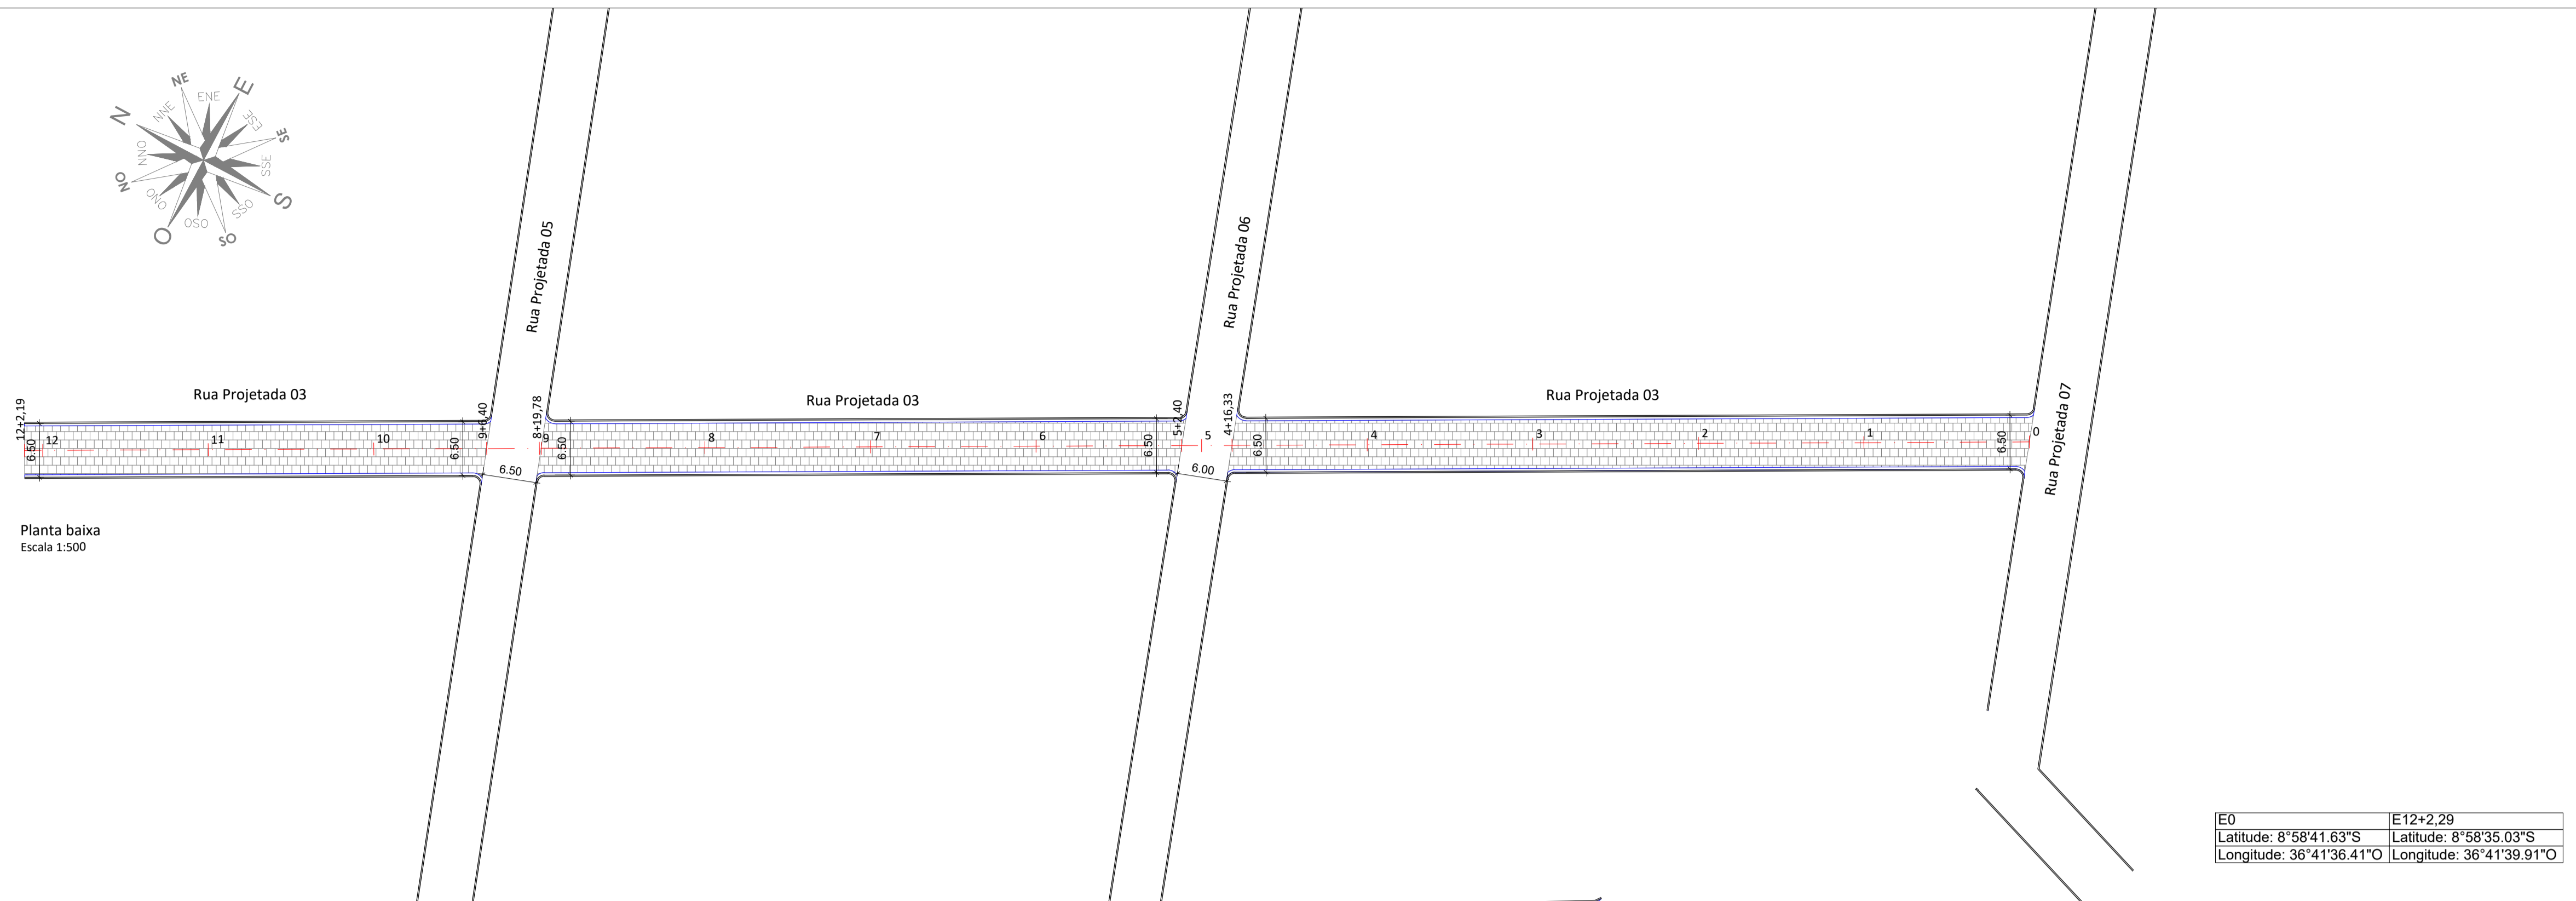 NE
E
ENE
NNE
ESE
N
SE
NNO
SSE
NO
ONO
S
SSO
OSO
O
SO
Rua Projetada 05
Rua Projetada 06
Rua Projetada 07
Rua Projetada 03
Rua Projetada 03
Rua Projetada 03
12+2,19
9+6,40
8+19,78
5+2,40
4+16,33
12
11
10
9
8
7
6
5
4
3
2
1
0
6.50
6.50
6.50
6.50
6.50
6.50
6.50
6.00
Planta baixa
Escala 1:500
E0 E12+2,29
Latitude: 8°58'41.63"S Latitude: 8°58'35.03"S
Longitude: 36°41'36.41"O Longitude: 36°41'39.91"O